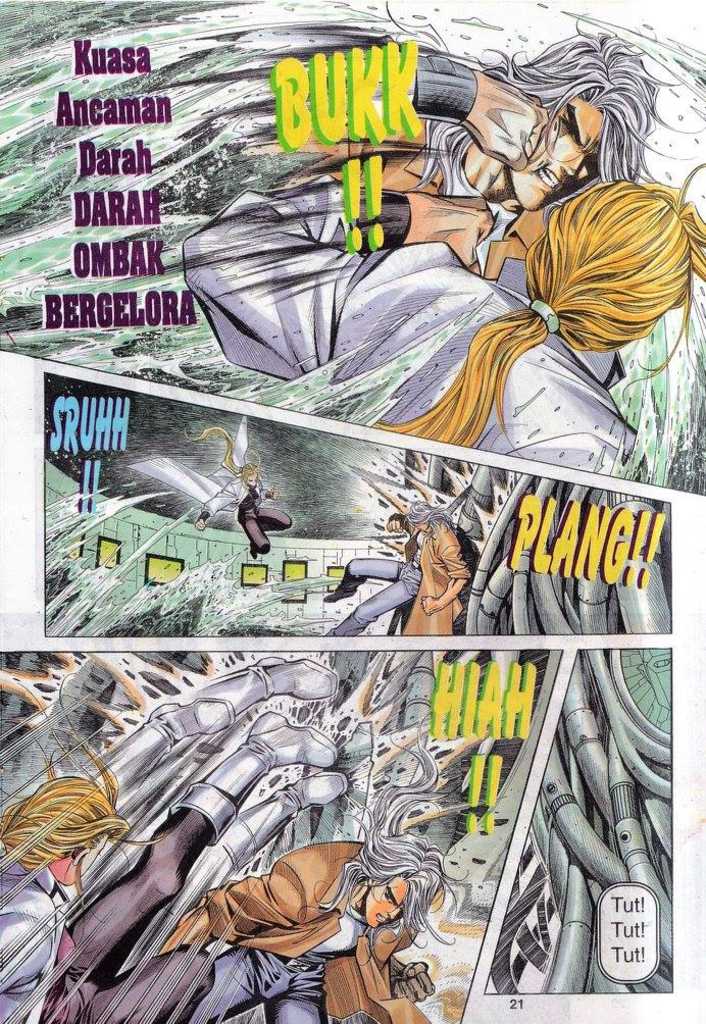 Kuasa
Ancaman
Darah
DARAH
OMBAK
BERGELORA
BUKK
!!
SRUHH
!!
PLANG!!
HIAH
!!
Tut!
Tut!
Tut!
21